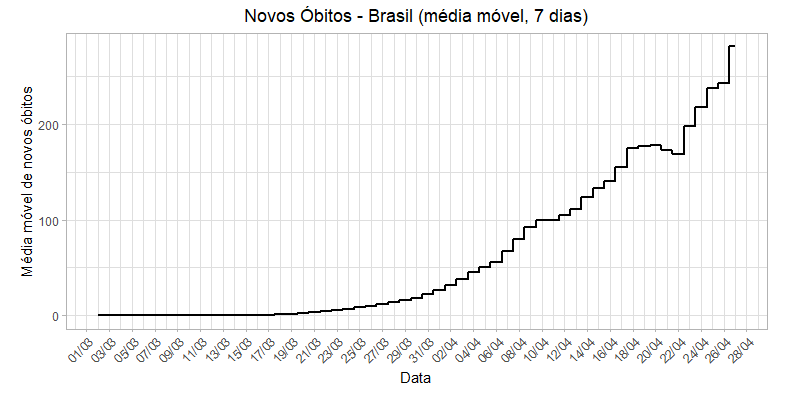 Novos Óbitos - Brasil (média móvel, 7 dias)
Média móvel de novos óbitos
200
100
0
01/03 03/03 05/03 07/03 09/03 11/03 13/03 15/03 17/03 19/03 21/03 23/03 25/03 27/03 29/03 31/03 02/04 04/04 06/04 08/04 10/04 12/04 14/04 16/04 18/04 20/04 22/04 24/04 26/04 28/04
Data